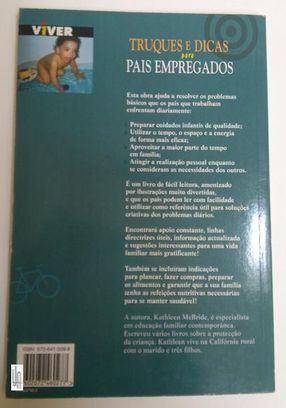 VIVER
TRUQUES E DICAS
para
PAIS EMPREGADOS
Esta obra ajuda a resolver os problemas
básicos que os pais que trabalham
enfrentam diariamente:
Preparar cuidados infantis de qualidade;
Utilizar o tempo, o espaço e a energia
de forma mais eficaz;
Aproveitar a maior parte do tempo
em família;
Atingir a realização pessoal enquanto
se consideram as necessidades dos outros.
É um livro de fácil leitura, amenizado
por ilustrações muito divertidas,
e que os pais podem ler com facilidade
e utilizar como referência útil para soluções
criativas dos problemas diários.
Encontrará apoio constante, linhas
directrizes úteis, informação actualizada
e sugestões interessantes para uma vida
familiar mais gratificante!
Também se incluíram indicações
para planear, fazer compras, preparar
os alimentos e garantir que a sua família
tenha as refeições nutritivas necessárias
para se manter saudável!
A autora, Kathleen McBride, é especialista
em educação familiar contemporânea.
Escreveu vários livros sobre a protecção
da criança. Kathleen vive na Califórnia rural
com o marido e três filhos.
ISBN